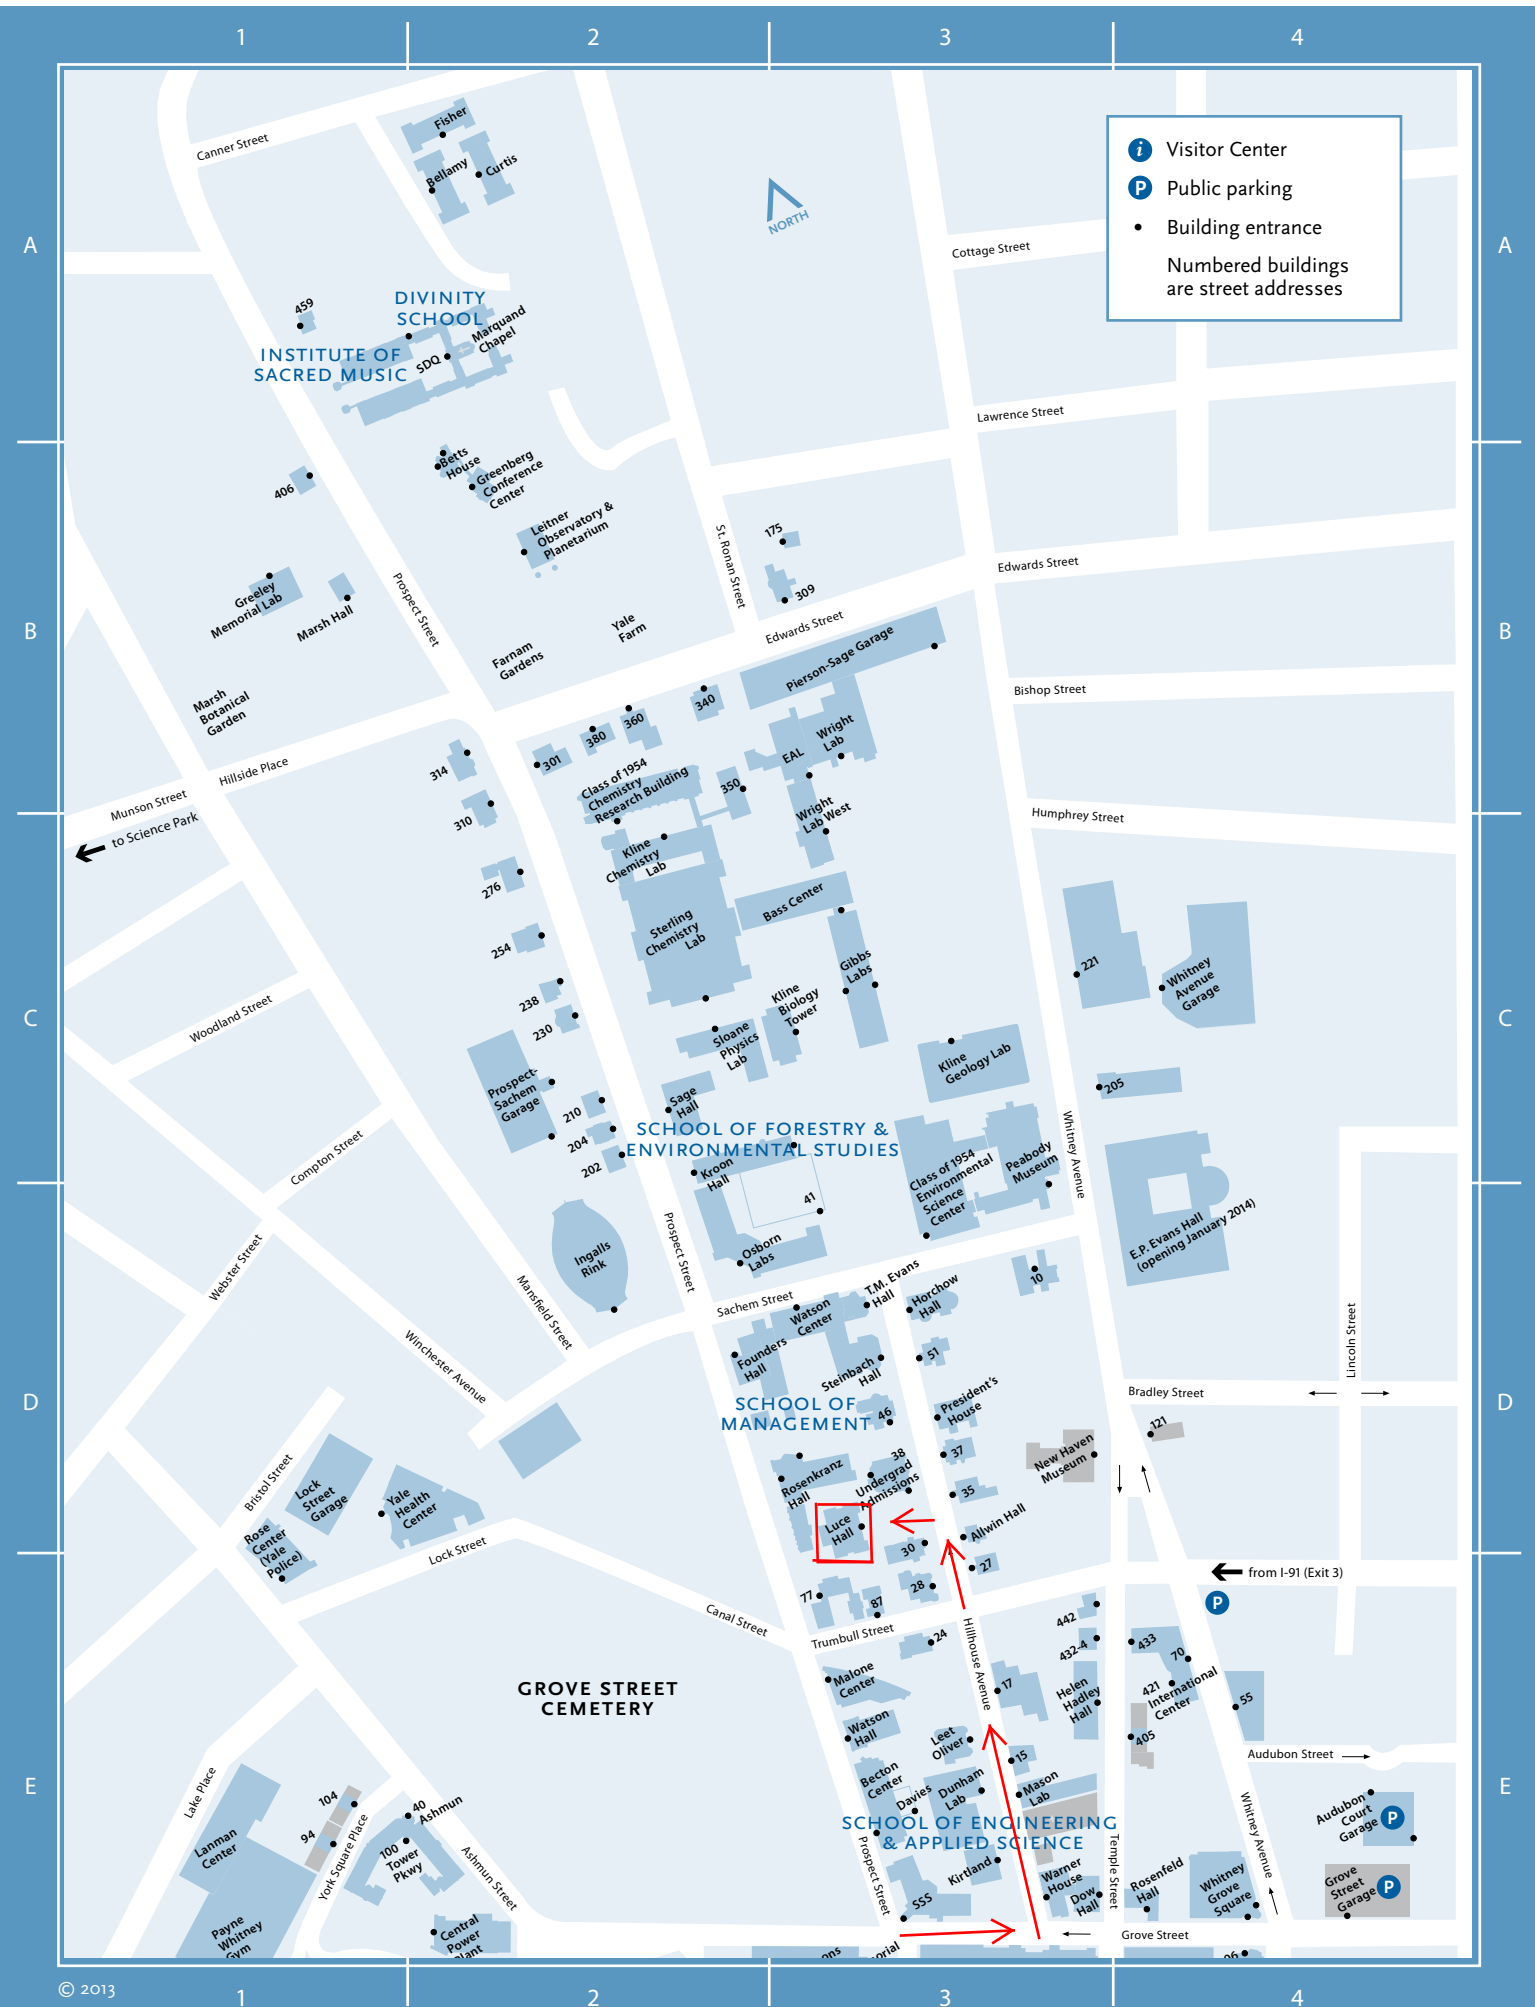 1
2
3
4
A
A
B
B
C
C
D
D
E
E
i Visitor Center
P Public parking
Building entrance
Numbered buildings
are street addresses
NORTH
Canner Street
Fisher
Bellamy
Curtis
Cottage Street
459
DIVINITY
SCHOOL
Marquand
Chapel
INSTITUTE OF
SACRED MUSIC
SDQ
Lawrence Street
Betts
House
Greenberg
Conference
Center
406
Leitner
Observatory &
Planetarium
St. Ronan Street
175
309
Edwards Street
Edwards Street
Greeley
Memorial Lab
Marsh Hall
Prospect Street
Yale
Farm
Farnam
Gardens
Pierson-Sage Garage
Bishop Street
Marsh
Botanical
Garden
340
360
380
301
Wright
Lab
EAL
314
Hillside Place
Munson Street
to Science Park
Class of 1954
Chemistry
Research Building
350
310
Wright
Lab West
Humphrey Street
Kline
Chemistry
Lab
276
Bass Center
Sterling
Chemistry
Lab
254
Gibbs
Labs
221
Whitney
Avenue
Garage
238
230
Kline
Biology
Tower
Woodland Street
Sloane
Physics
Lab
Kline
Geology Lab
Prospect-
Sachem
Garage
205
Sage
Hall
210
204
202
SCHOOL OF FORESTRY &
ENVIRONMENTAL STUDIES
Whitney Avenue
Compton Street
Kroon
Hall
41
Class of 1954
Environmental
Science
Center
Peabody
Museum
E.P. Evans Hall
(opening January 2014)
Prospect Street
Ingalls
Rink
Osborn
Labs
Webster Street
Mansfield Street
Sachem Street
T.M. Evans
Hall
Horchow
Hall
10
Watson
Center
Founders
Hall
Steinbach
Hall
51
Winchester Avenue
Lincoln Street
Bradley Street
SCHOOL OF
MANAGEMENT
46
President's
House
121
New Haven
Museum
37
38
Undergrad
Admissions
Rosenkranz
Hall
35
Bristol Street
Lock
Street
Garage
Yale
Health
Center
Luce
Hall
Allwin Hall
Rose
Center
(Yale
Police)
Lock Street
30
27
from I-91 (Exit 3)
P
28
77
87
Canal Street
Trumbull Street
24
Hillhouse Avenue
442
432-4
433
70
Malone
Center
GROVE STREET
CEMETERY
17
Helen
Hadley
Hall
421
International
Center
55
Watson
Hall
Leet
Oliver
405
15
Audubon Street
Becton
Center
Davies
Dunham
Lab
Mason
Lab
Lake Place
104
94
York Square Place
40
Ashmun
100
Tower
Pkwy
Lanman
Center
Ashmun Street
SCHOOL OF ENGINEERING
& APPLIED SCIENCE
Prospect Street
Temple Street
Whitney Avenue
Audubon
Court
Garage
P
Kirtland
Warner
House
Dow
Hall
Rosenfeld
Hall
Whitney
Grove
Square
Grove
Street
Garage
P
SSS
Payne
Whitney
Gym
Central
Power
Plant
Grove Street
ons
orial
96
© 2013
1
2
3
4